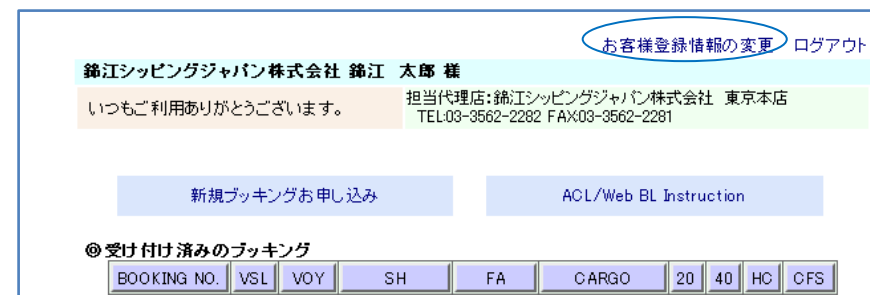 お客様登録情報の変更 ログアウト
錦江シッピングジャパン株式会社 錦江 太郎 様
いつもご利用ありがとうございます。
担当代理店:錦江シッピングジャパン株式会社 東京本店
TEL:03-3562-2282 FAX:03-3562-2281
新規ブッキングお申し込み ACL/Web BL Instruction
◎受け付け済みのブッキング
BOOKING NO. VSL VOY SH FA CARGO 20 40 HC CFS